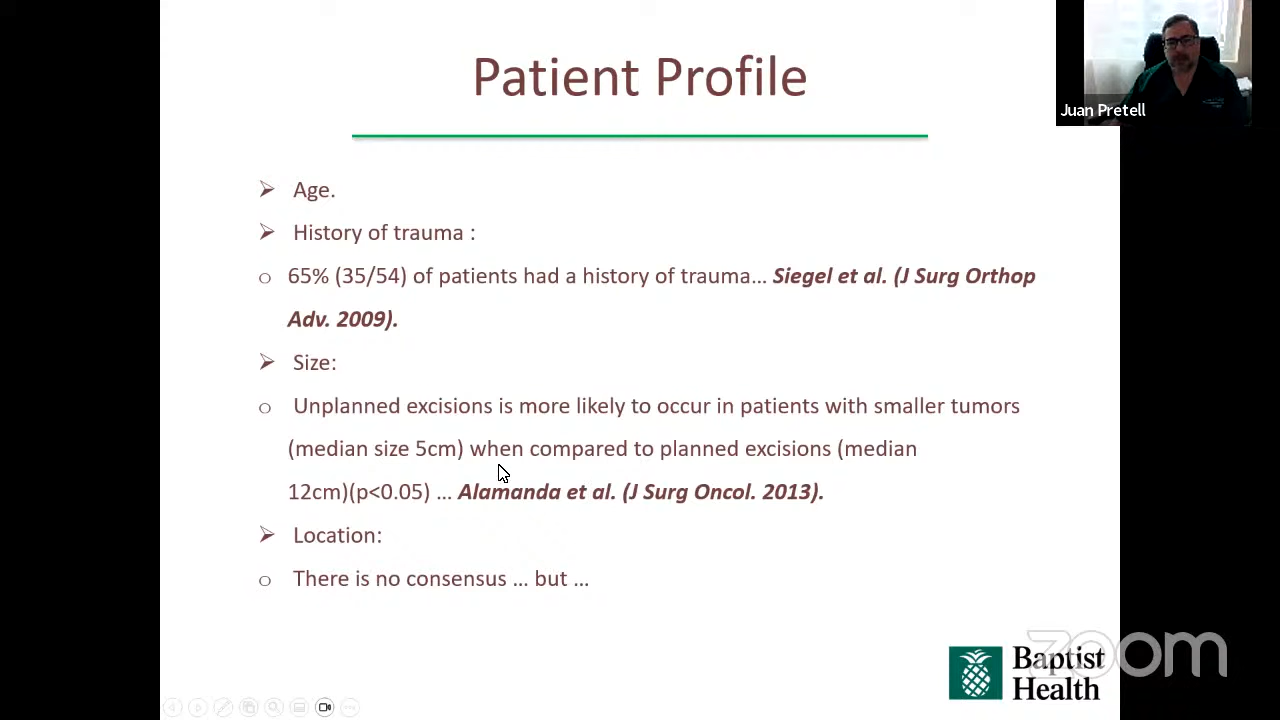 Patient Profile
Juan Pretell
Age.
History of trauma :
65% (35/54) of patients had a history of trauma... Siegel et al. (J Surg Orthop
Adv. 2009).
Size:
Unplanned excisions is more likely to occur in patients with smaller tumors
(median size 5cm) when compared to planned excisions (median
12cm)(p<0.05) ... Alamanda et al. (J Surg Oncol. 2013).
Location:
There is no consensus ... but ...
zoom
Baptist
Health